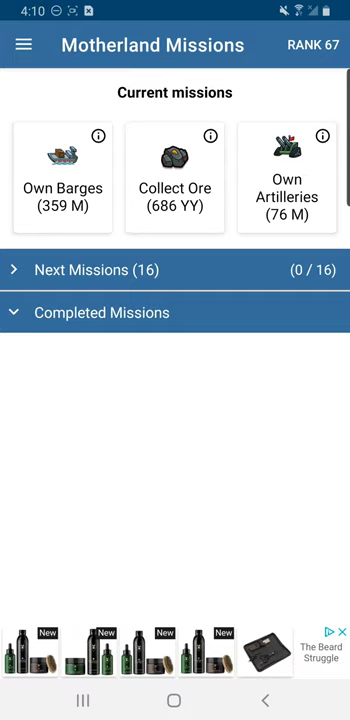 4:10
Motherland Missions
RANK 67
Current missions
Own Barges
(359 M)
Collect Ore
(686 YY)
Own
Artilleries
(76 M)
Next Missions (16)
(0 / 16)
Completed Missions
New
New
New
New
The Beard
Struggle